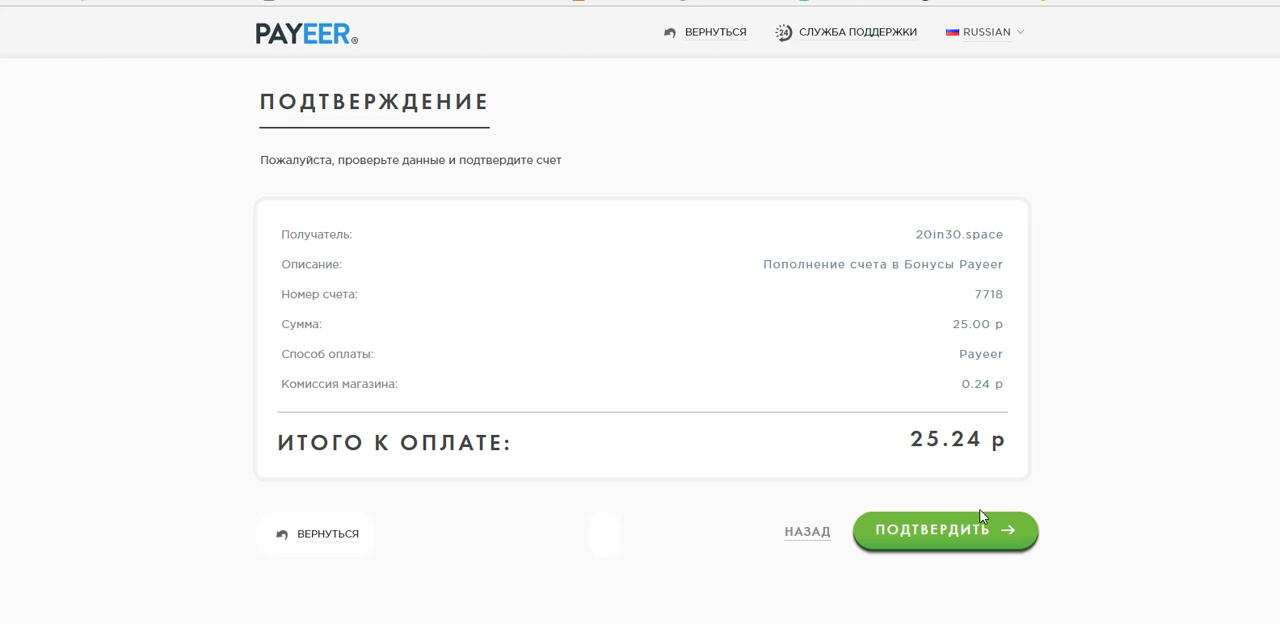 PAYEER®
ВЕРНУТЬСЯ
24 СЛУЖБА ПОДДЕРЖКИ
RUSSIAN
ПОДТВЕРЖДЕНИЕ
Пожалуйста, проверьте данные и подтвердите счет
Получатель: 20in30.space
Описание: Пополнение счета в Бонусы Payeer
Номер счета: 7718
Сумма: 25.00 р
Способ оплаты: Payeer
Комиссия магазина: 0.24 р
ИТОГО К ОПЛАТЕ: 25.24 р
ВЕРНУТЬСЯ
НАЗАД
ПОДТВЕРДИТЬ →